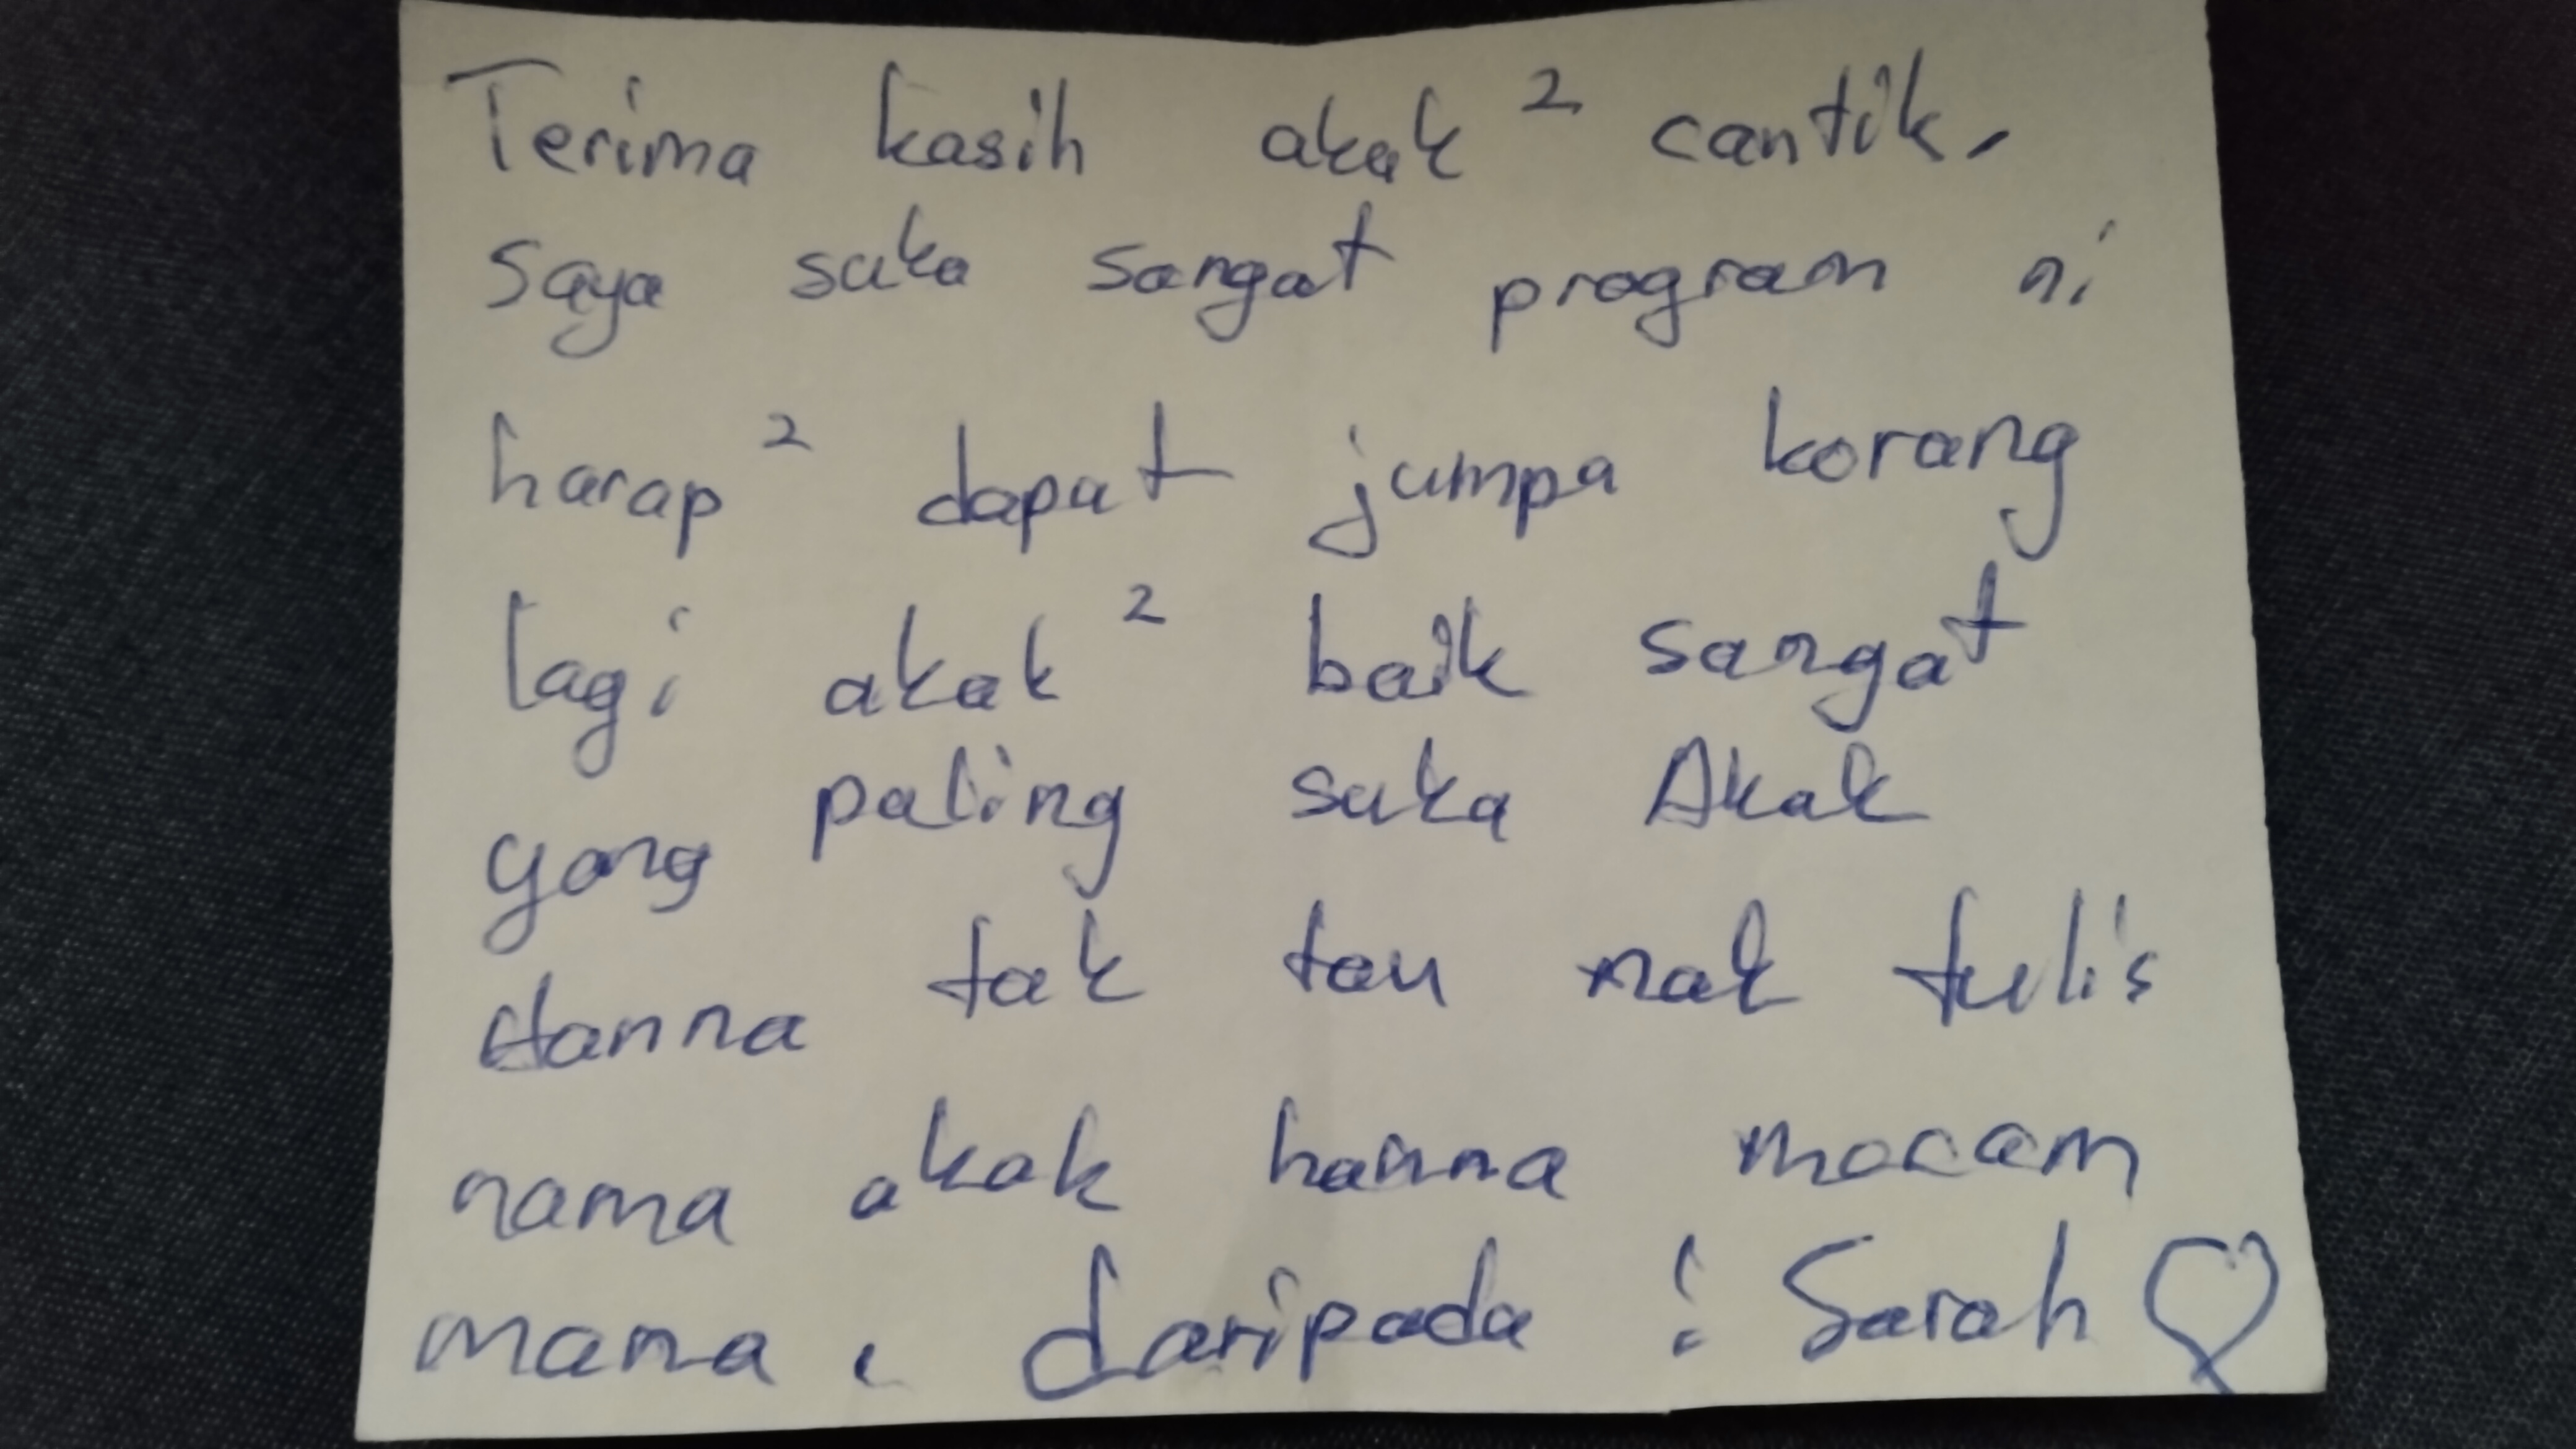 Terima kasih akak² cantik.
Saya suka sangat program ni
harap² dapat jumpa korang
lagi akak² baik sangat
yang paling suka Akak
Hanna tak tau nak tulis
nama akak hanna macam
mana. daripada : Sarah ♡